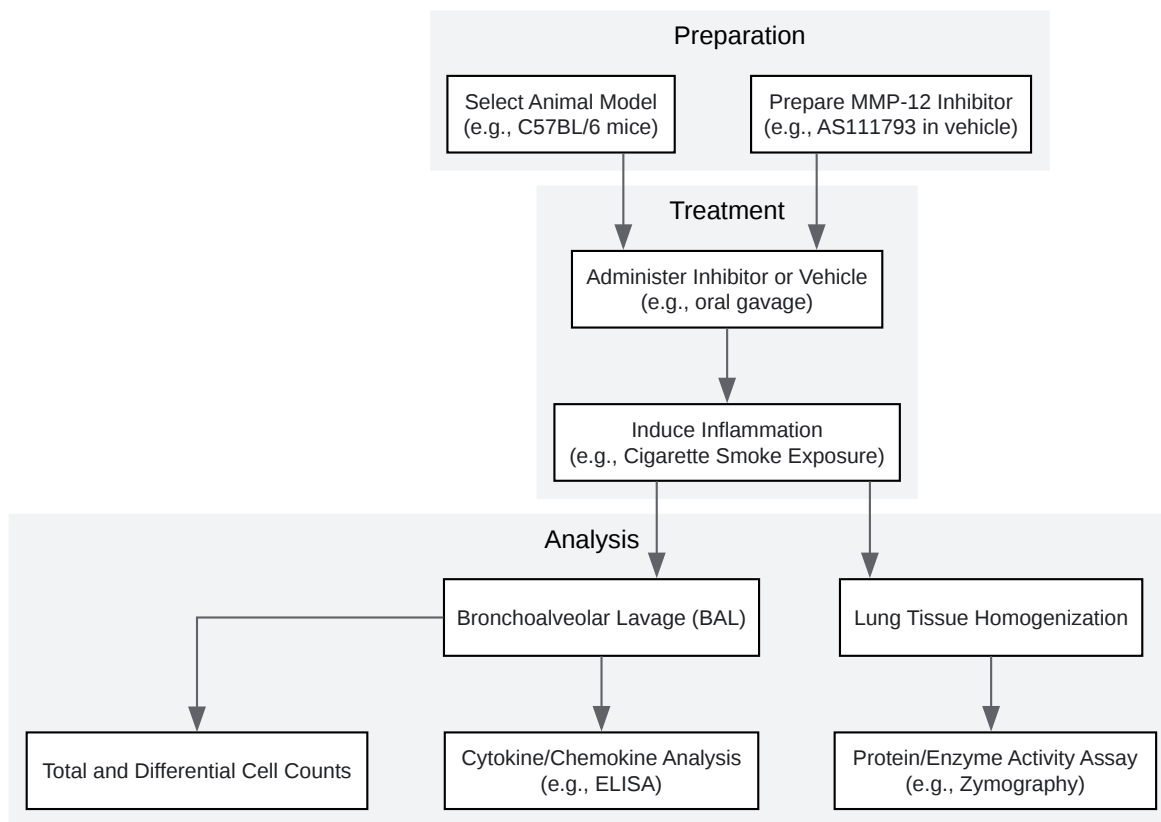 Preparation
Select Animal Model
(e.g., C57BL/6 mice)
Prepare MMP-12 Inhibitor
(e.g., AS111793 in vehicle)
Treatment
Administer Inhibitor or Vehicle
(e.g., oral gavage)
Induce Inflammation
(e.g., Cigarette Smoke Exposure)
Analysis
Bronchoalveolar Lavage (BAL)
Lung Tissue Homogenization
Total and Differential Cell Counts
Cytokine/Chemokine Analysis
(e.g., ELISA)
Protein/Enzyme Activity Assay
(e.g., Zymography)